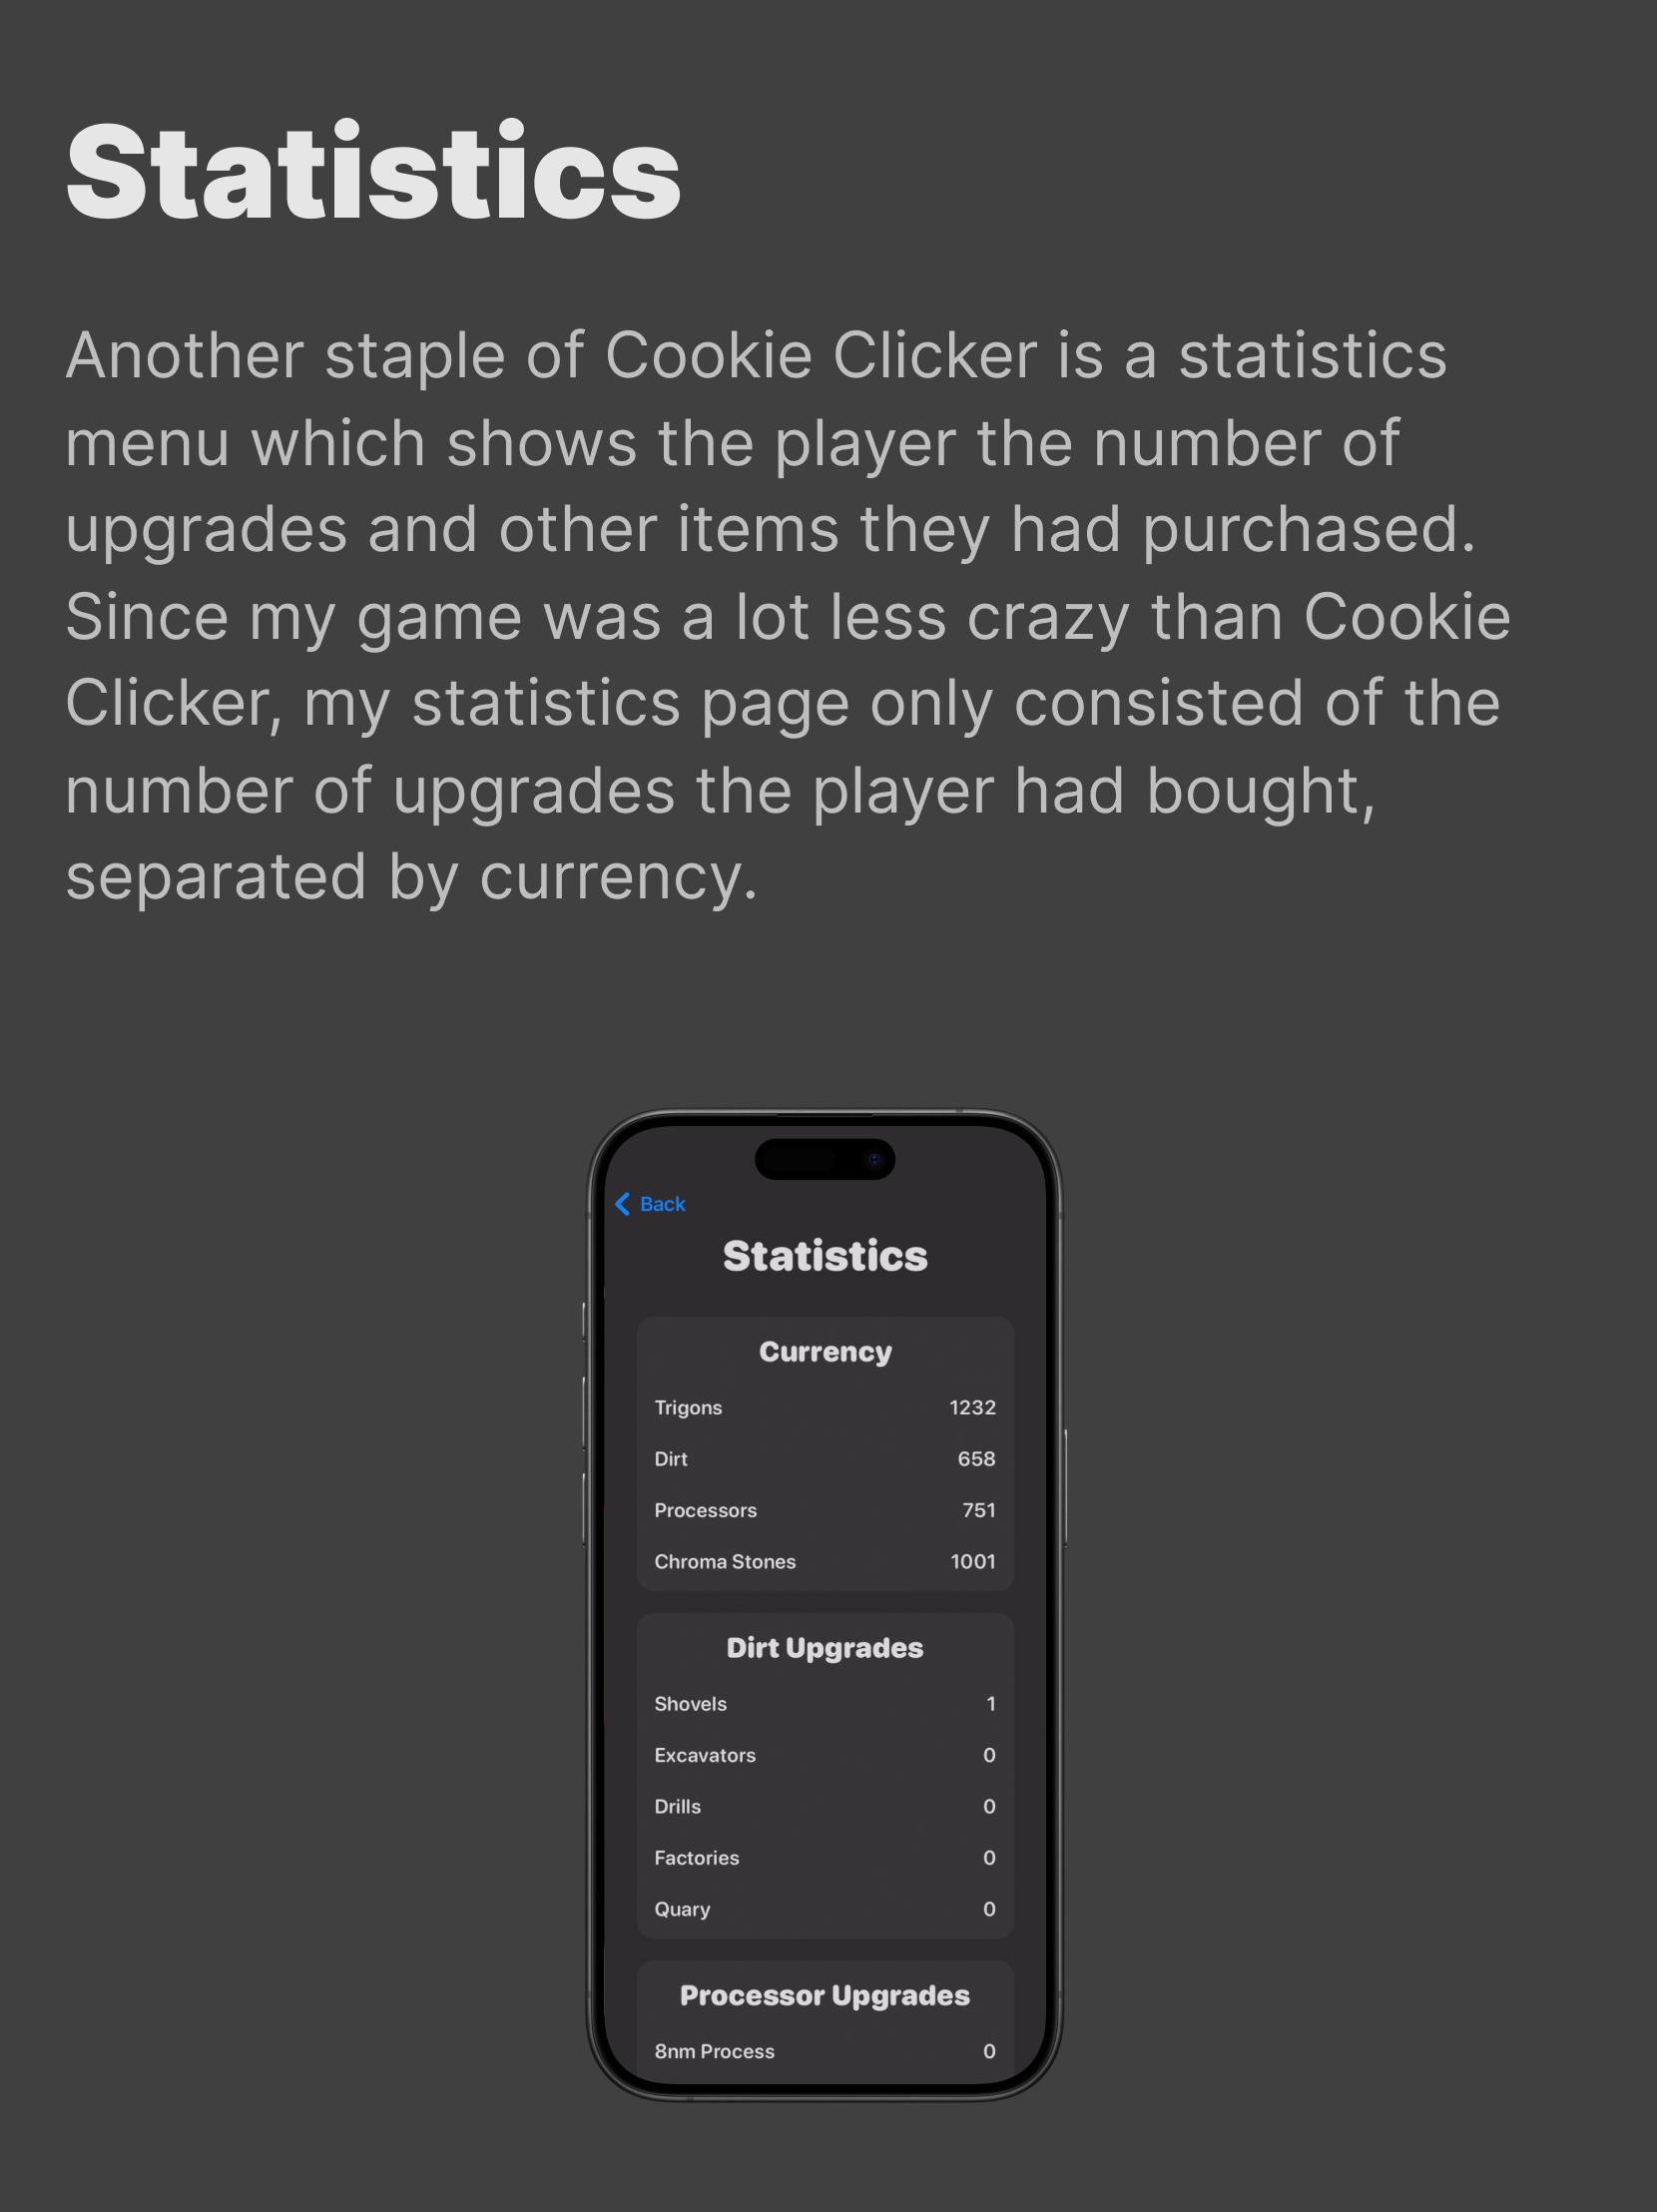 Statistics
Another staple of Cookie Clicker is a statistics
menu which shows the player the number of
upgrades and other items they had purchased.
Since my game was a lot less crazy than Cookie
Clicker, my statistics page only consisted of the
number of upgrades the player had bought,
separated by currency.
Back
Statistics
Currency
Trigons 1232
Dirt 658
Processors 751
Chroma Stones 1001
Dirt Upgrades
Shovels 1
Excavators 0
Drills 0
Factories 0
Quary 0
Processor Upgrades
8nm Process 0